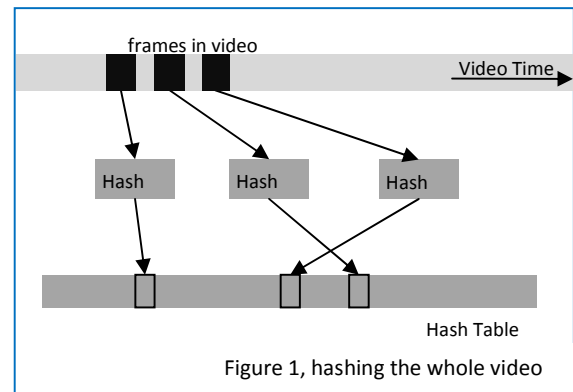 frames in video
Video Time
Hash
Hash
Hash
Hash Table
Figure 1, hashing the whole video